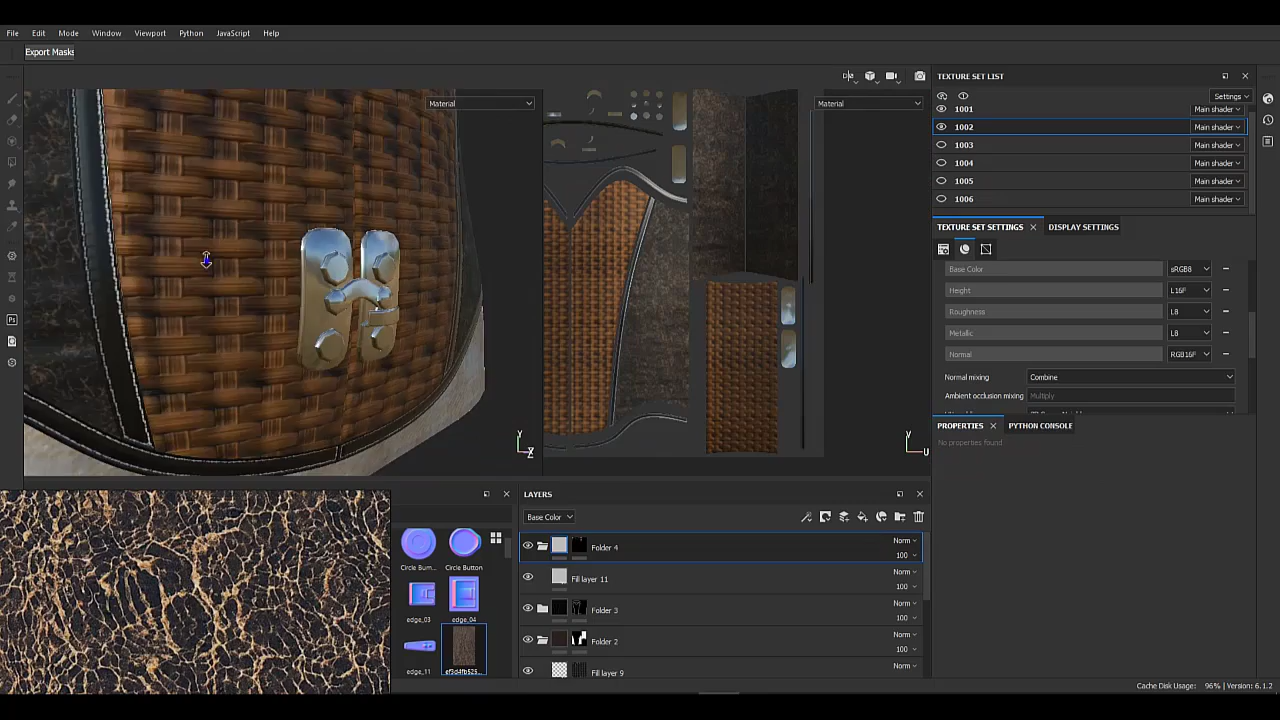 File Edit Mode Window Viewport Python JavaScript Help
Export Masks
Material
Material
TEXTURE SET LIST
Settings
1001 Main shader
1002 Main shader
1003 Main shader
1004 Main shader
1005 Main shader
1006 Main shader
TEXTURE SET SETTINGS DISPLAY SETTINGS
Base Color sRGB8
Height L16F
Roughness L8
Metallic L8
Normal RGB16F
Normal mixing Combine
Ambient occlusion mixing Multiply
PROPERTIES PYTHON CONSOLE
No properties found
Y
Z
Y
U
Circle Bum...
Circle Button
edge_03
edge_04
edge_11
LAYERS
Base Color
Folder 4 Norm
100
Fill layer 11 Norm
100
Folder 3 Norm
100
Folder 2 Norm
100
Fill layer 9 Norm
Cache Disk Usage: 96% | Version: 6.1.2